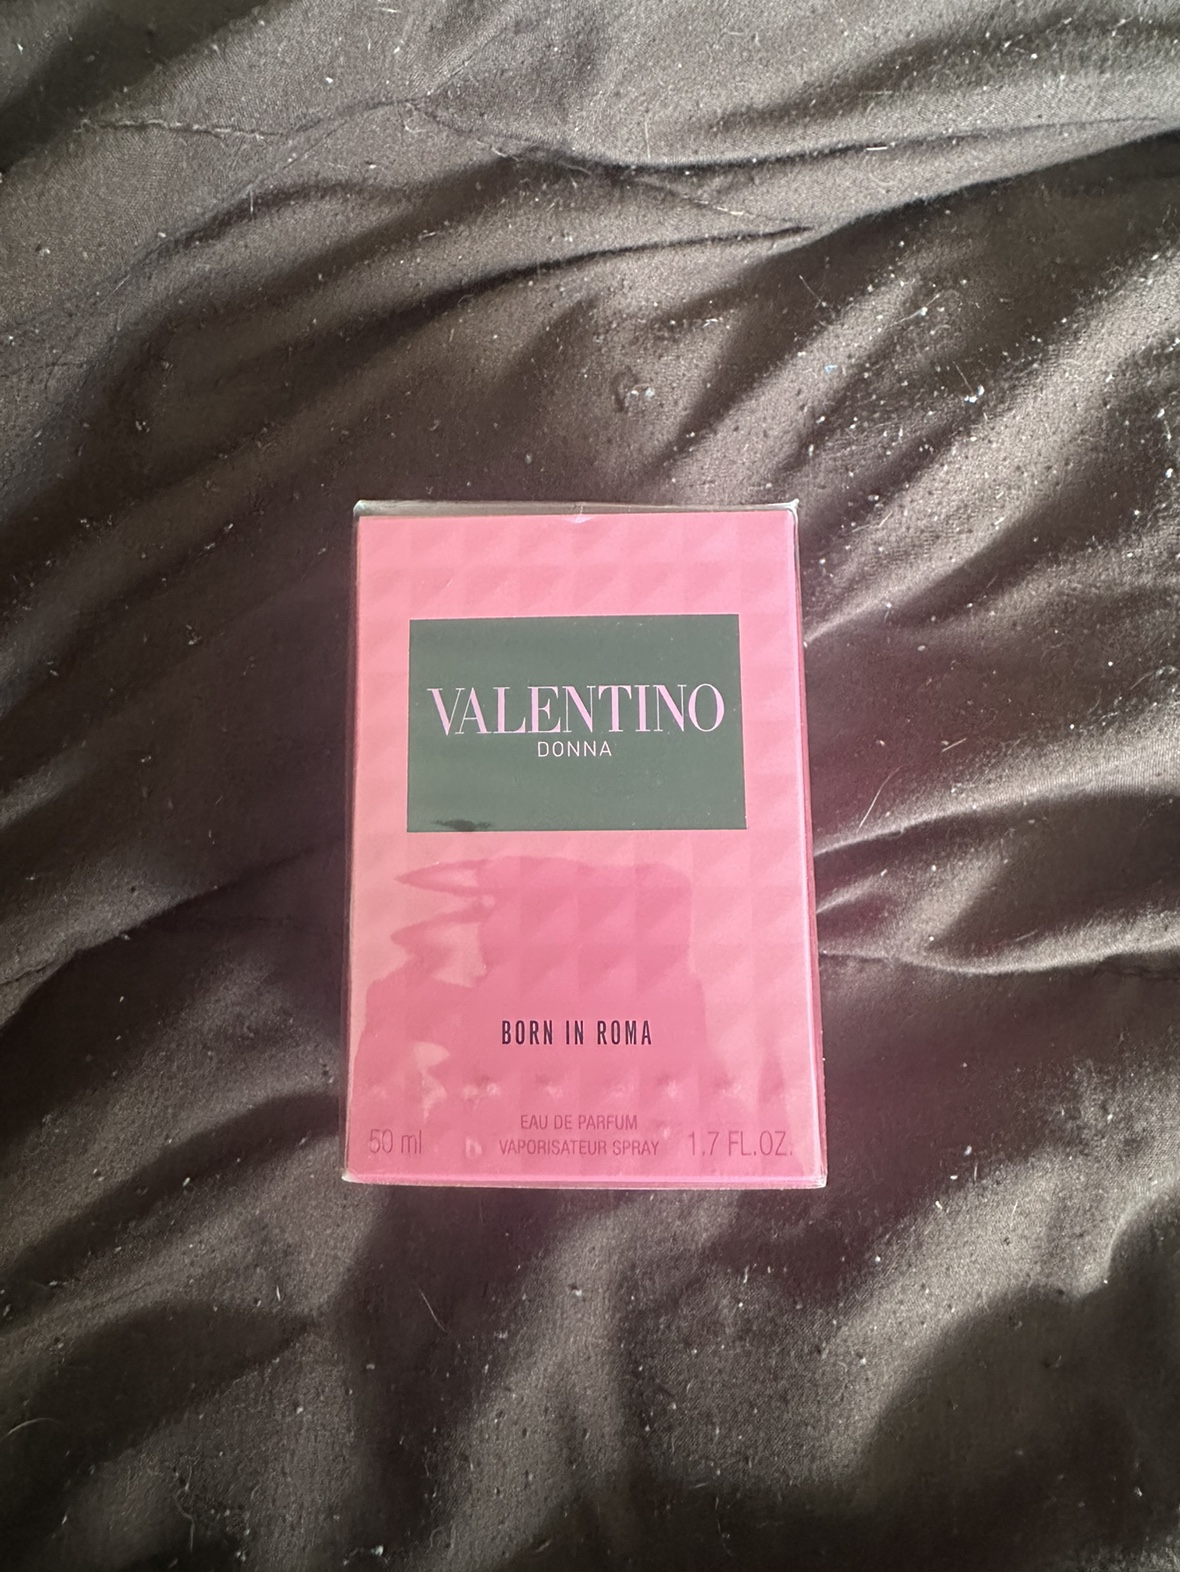 VALENTINO
DONNA
BORN IN ROMA
EAU DE PARFUM
50 ml VAPORISATEUR SPRAY 1.7 FL.OZ.